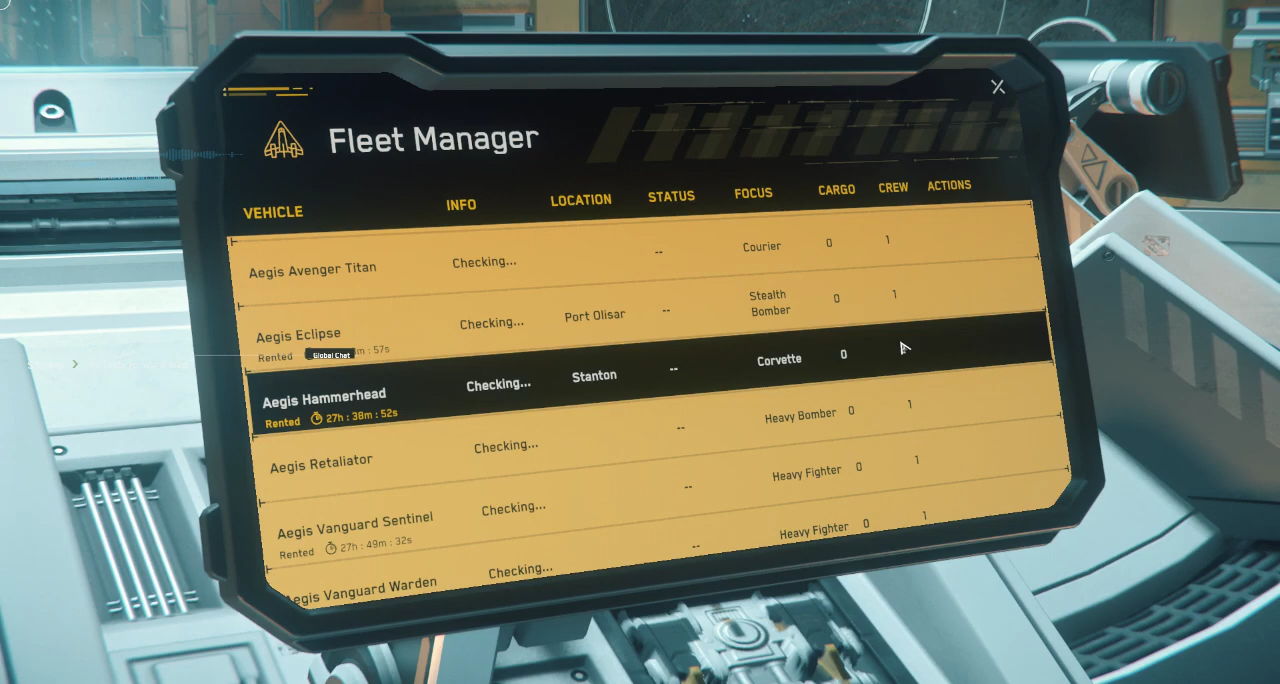 Fleet Manager
VEHICLE INFO LOCATION STATUS FOCUS CARGO CREW ACTIONS
Aegis Avenger Titan Checking... -- Courier 0 1
Aegis Eclipse Checking... Port Olisar -- Stealth Bomber 0 1
Rented m : 57s
Global Chat
Aegis Hammerhead Checking... Stanton -- Corvette 0
Rented 27h : 38m : 52s
Aegis Retaliator Checking... -- Heavy Bomber 0 1
Aegis Vanguard Sentinel Checking... -- Heavy Fighter 0 1
Rented 27h : 49m : 32s
Aegis Vanguard Warden Checking... -- Heavy Fighter 0 1